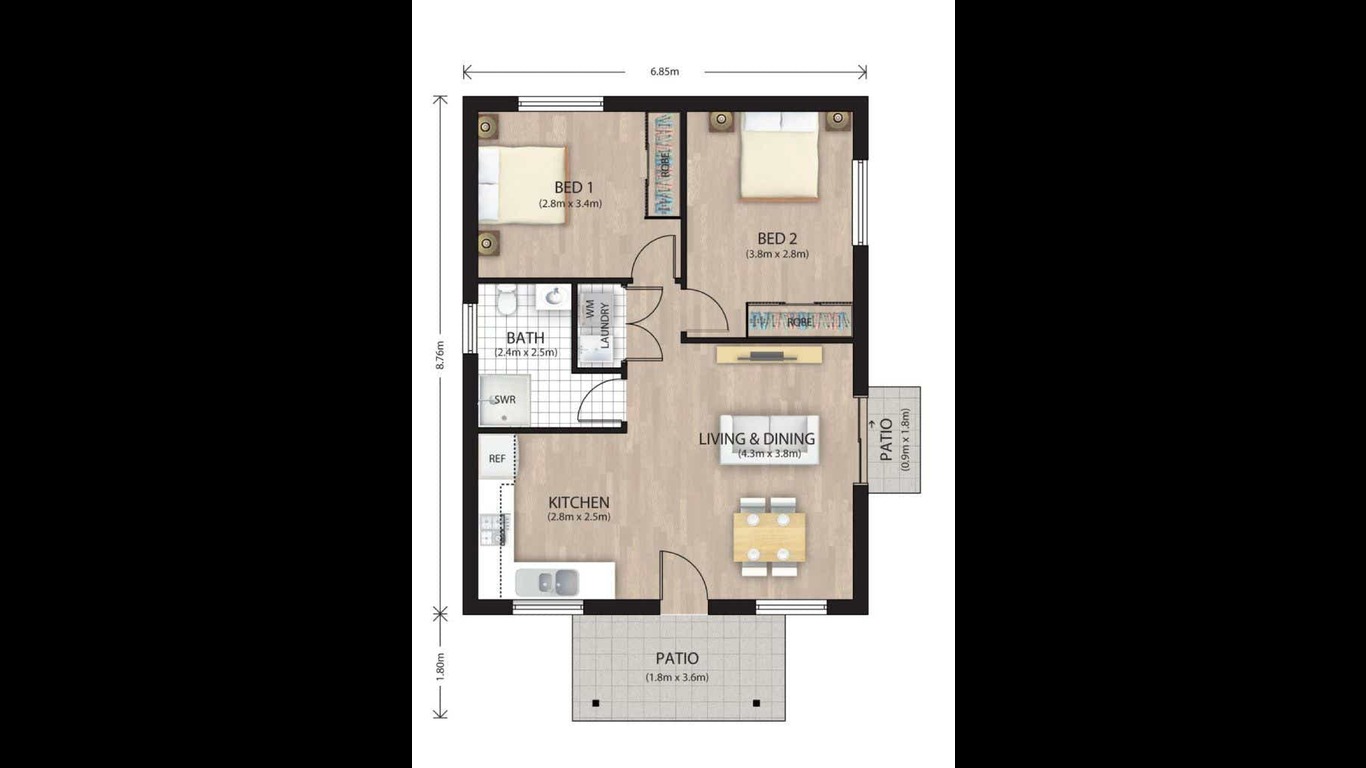 6.85m
ROBE
BED 1
(2.8m x 3.4m)
BED 2
(3.8m x 2.8m)
WM
LAUNDRY
ROBE
BATH
(2.4m x 2.5m)
8.76m
SWR
LIVING & DINING
(4.3m x 3.8m)
PATIO
(0.9m x 1.8m)
REF
KITCHEN
(2.8m x 2.5m)
1.80m
PATIO
(1.8m x 3.6m)